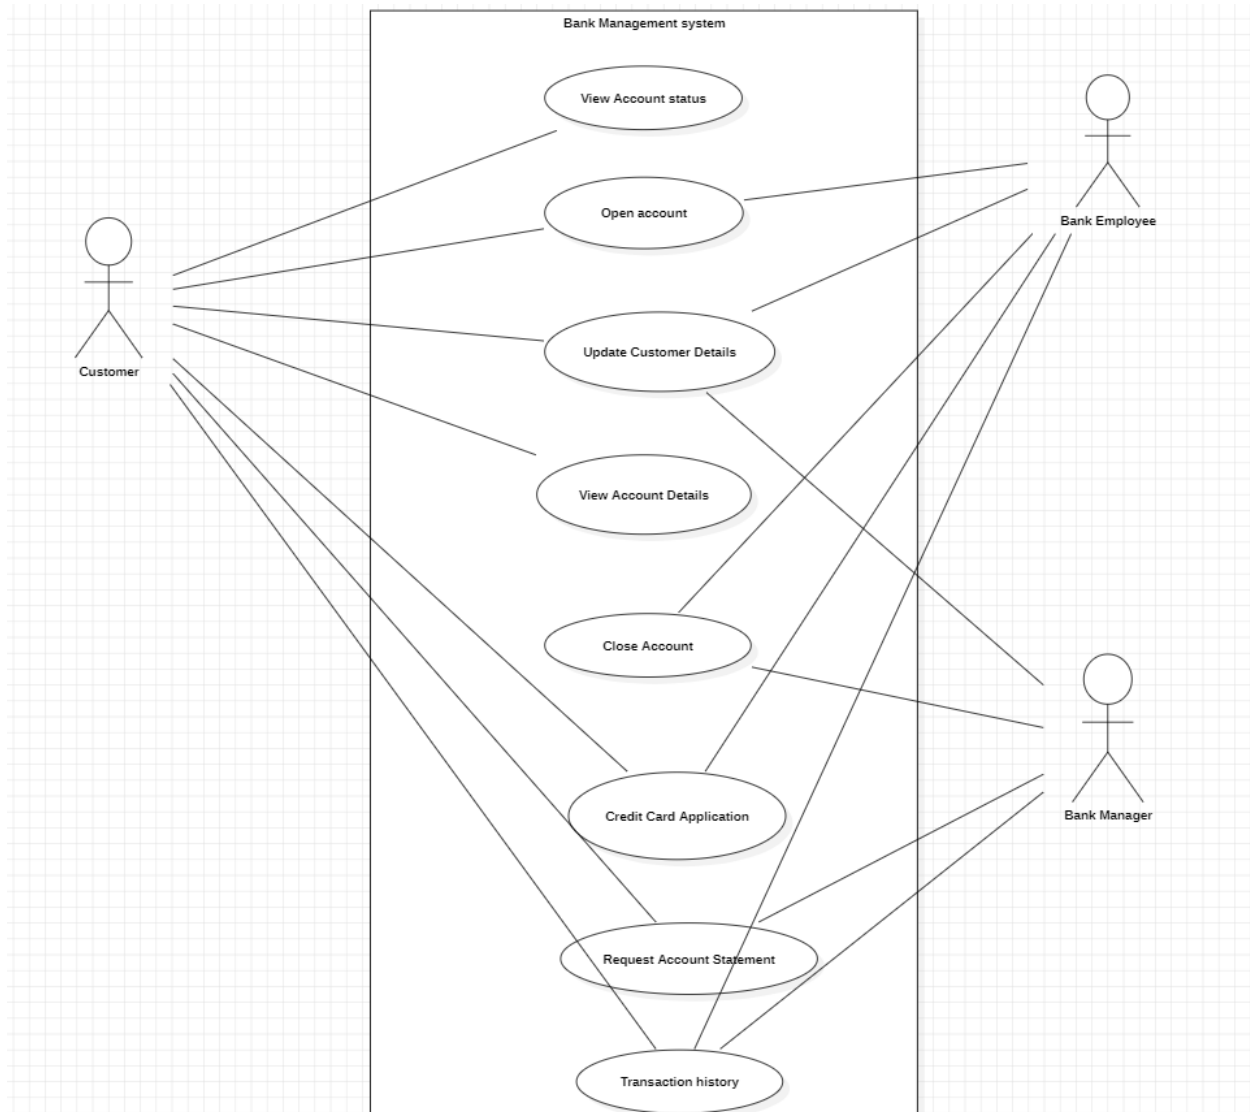 Bank Management system
View Account status
Open account
Bank Employee
Update Customer Details
Customer
View Account Details
Close Account
Credit Card Application
Bank Manager
Request Account Statement
Transaction history